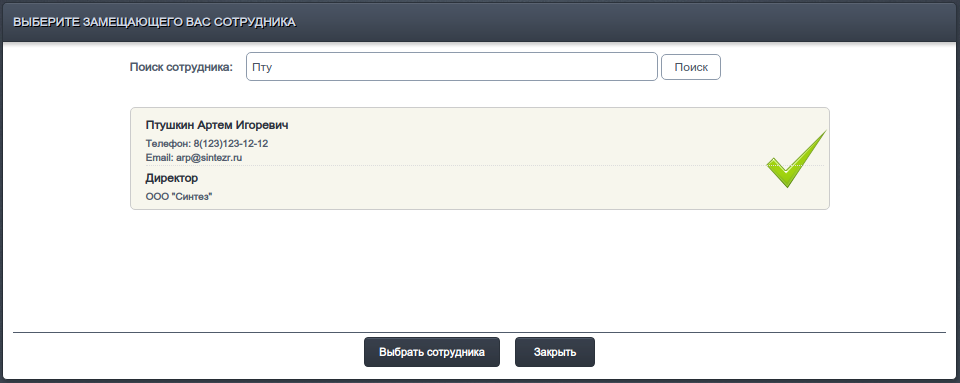 ВЫБЕРИТЕ ЗАМЕЩАЮЩЕГО ВАС СОТРУДНИКА
Поиск сотрудника: Пту Поиск
Птушкин Артем Игоревич
Телефон: 8(123)123-12-12
Email: arp@sintezr.ru
Директор
ООО "Синтез"
Выбрать сотрудника Закрыть